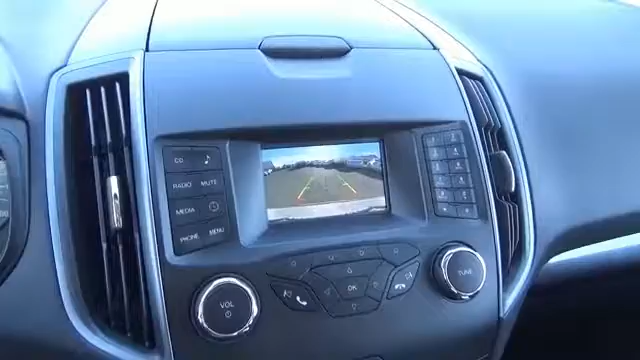 CD
RADIO MUTE
MEDIA
PHONE MENU
VOL
OK
TUNE